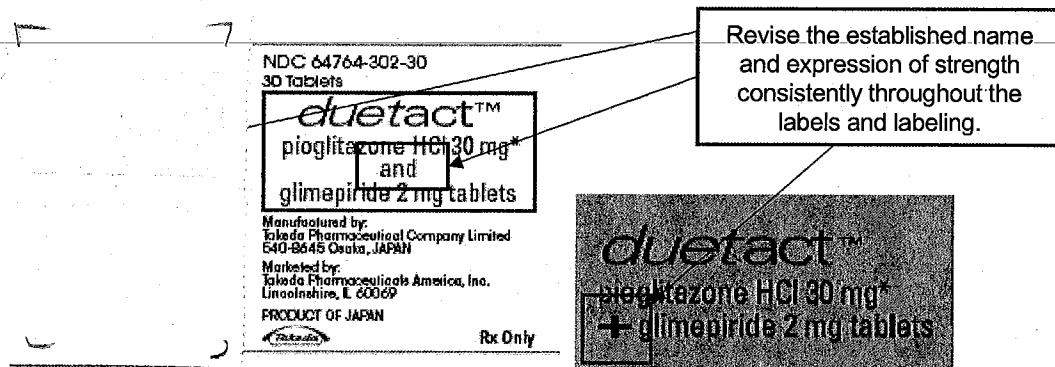 NDC 64764-302-30
30 Tablets
duetact™
pioglitazone HCl 30 mg*
and
glimepiride 2 mg tablets
Manufactured by:
Takeda Pharmaceutical Company Limited
540-8645 Osaka, JAPAN
Marketed by:
Takeda Pharmaceuticals America, Inc.
Lincolnshire, IL 60069
PRODUCT OF JAPAN
Takeda
Rx Only
Revise the established name
and expression of strength
consistently throughout the
labels and labeling.
duetact™
pioglitazone HCl 30 mg*
+ glimepiride 2 mg tablets